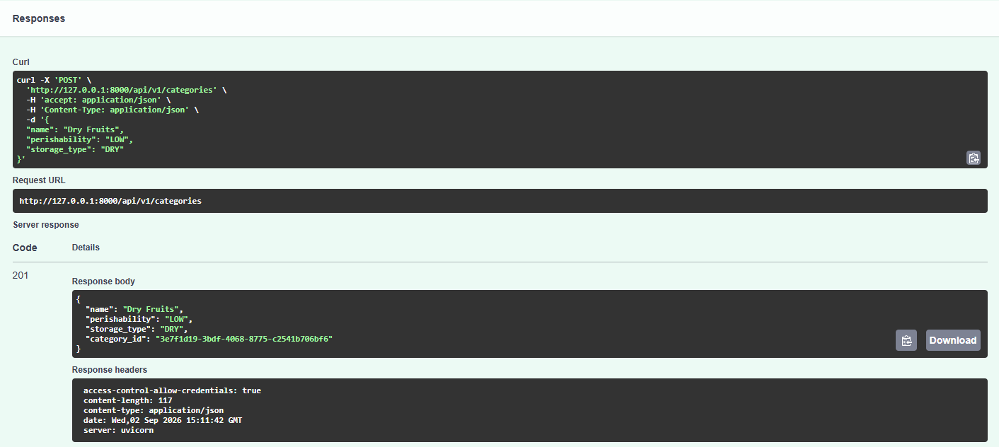 Responses
Curl
curl -X 'POST' \
  'http://127.0.0.1:8000/api/v1/categories' \
  -H 'accept: application/json' \
  -H 'Content-Type: application/json' \
  -d '{
  "name": "Dry Fruits",
  "perishability": "LOW",
  "storage_type": "DRY"
}'
Request URL
http://127.0.0.1:8000/api/v1/categories
Server response
Code Details
201
Response body
{
  "name": "Dry Fruits",
  "perishability": "LOW",
  "storage_type": "DRY",
  "category_id": "3e7f1d19-3bdf-4068-8775-c2541b706bf6"
}
Download
Response headers
access-control-allow-credentials: true
content-length: 117
content-type: application/json
date: Wed,02 Sep 2026 15:11:42 GMT
server: uvicorn